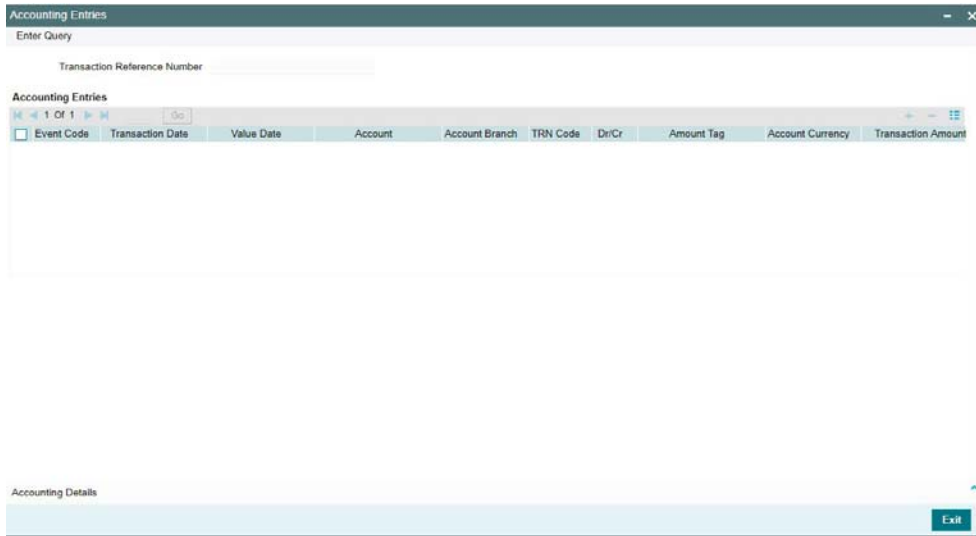 Accounting Entries
Enter Query
Transaction Reference Number
Accounting Entries
1 Of 1 Go
Event Code Transaction Date Value Date Account Account Branch TRN Code Dr/Cr Amount Tag Account Currency Transaction Amount
Accounting Details
Exit